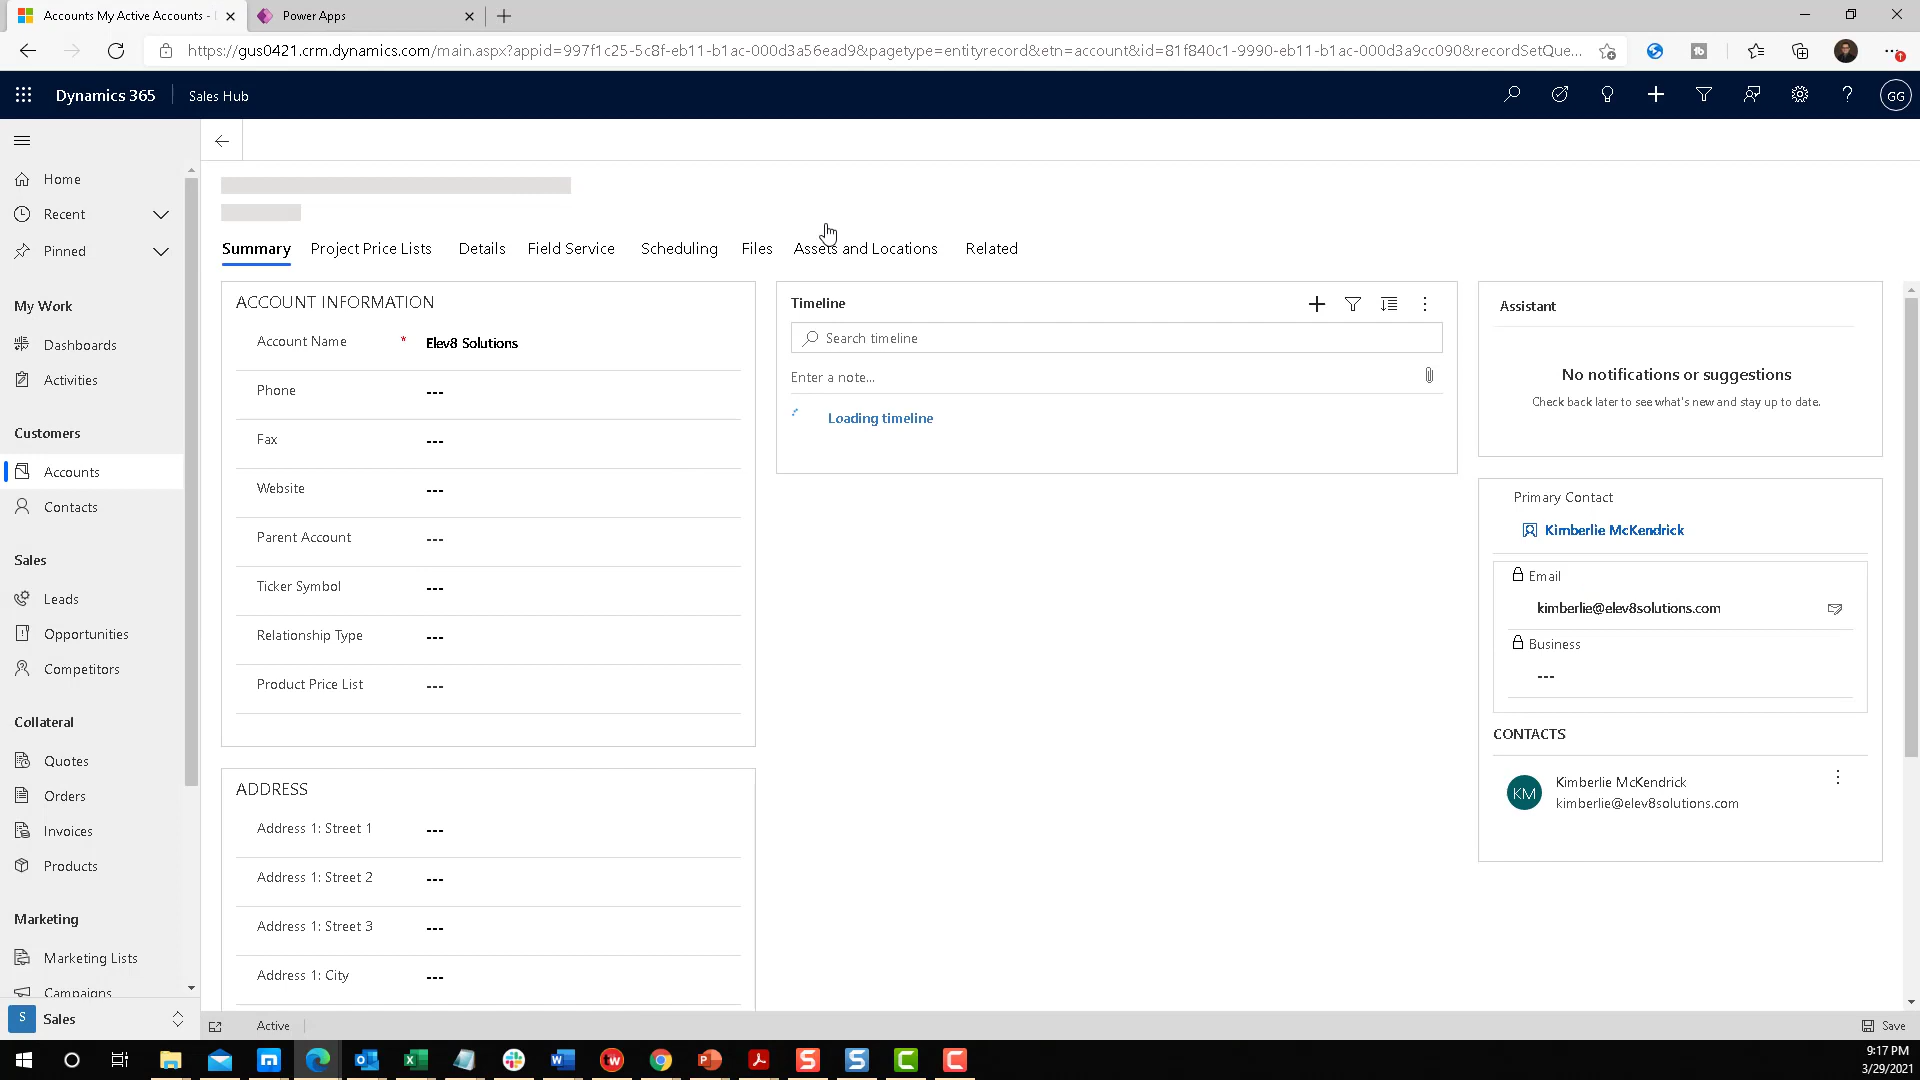 Accounts My Active Accounts -
Power Apps
https://gus0421.crm.dynamics.com/main.aspx?appid=997f1c25-5c8f-eb11-b1ac-000d3a56ead9&pagetype=entityrecord&etn=account&id=81f840c1-9990-eb11-b1ac-000d3a9cc090&recordSetQue...
Dynamics 365
Sales Hub
GG
Home
Recent
Pinned
My Work
Dashboards
Activities
Customers
Accounts
Contacts
Sales
Leads
Opportunities
Competitors
Collateral
Quotes
Orders
Invoices
Products
Marketing
Marketing Lists
Campaigns
S Sales
Summary Project Price Lists Details Field Service Scheduling Files Assets and Locations Related
ACCOUNT INFORMATION
Account Name * Elev8 Solutions
Phone ---
Fax ---
Website ---
Parent Account ---
Ticker Symbol ---
Relationship Type ---
Product Price List ---
ADDRESS
Address 1: Street 1 ---
Address 1: Street 2 ---
Address 1: Street 3 ---
Address 1: City ---
Timeline
Search timeline
Enter a note...
Loading timeline
Assistant
No notifications or suggestions
Check back later to see what's new and stay up to date.
Primary Contact
Kimberlie McKendrick
Email
kimberlie@elev8solutions.com
Business
---
CONTACTS
KM
Kimberlie McKendrick
kimberlie@elev8solutions.com
Active
Save
9:17 PM
3/29/2021